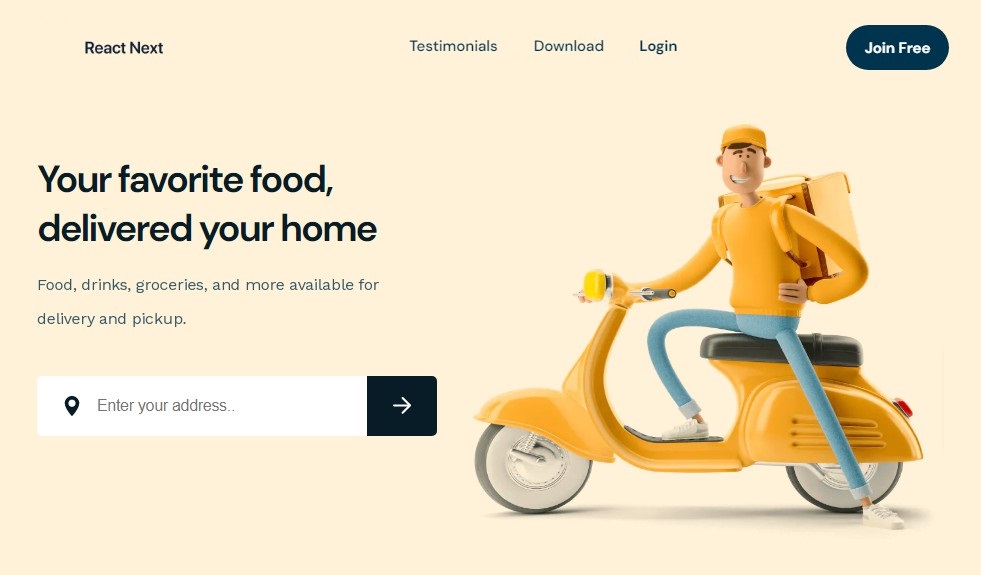 React Next
Testimonials
Download
Login
Join Free
Your favorite food,
delivered your home
Food, drinks, groceries, and more available for
delivery and pickup.
Enter your address..